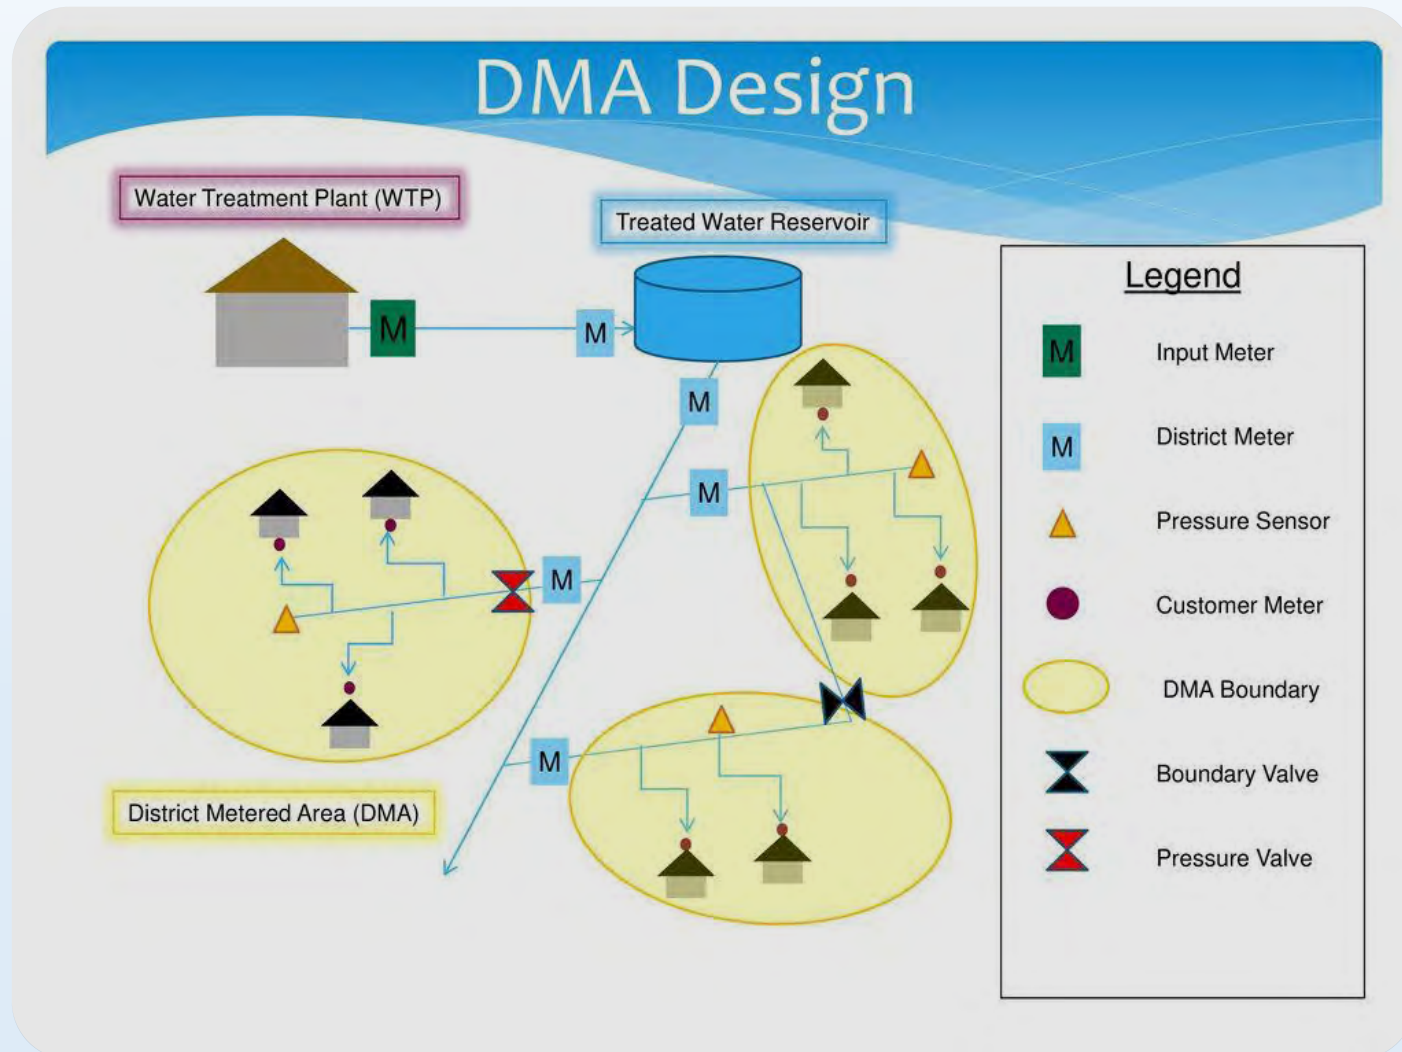 DMA Design
Water Treatment Plant (WTP)
Treated Water Reservoir
M
M
M
M
M
M
District Metered Area (DMA)
Legend
M Input Meter
M District Meter
Pressure Sensor
Customer Meter
DMA Boundary
Boundary Valve
Pressure Valve